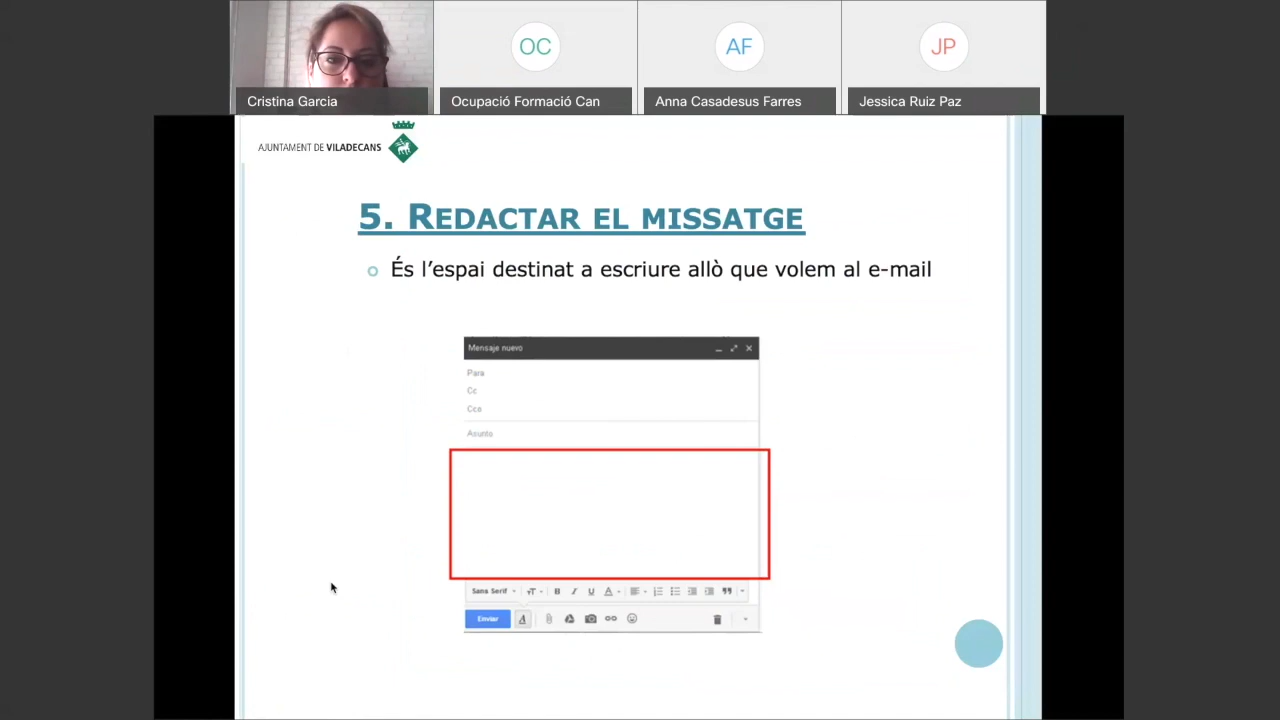 OC
AF
JP
Cristina Garcia
Ocupació Formació Can
Anna Casadesus Farres
Jessica Ruiz Paz
AJUNTAMENT DE VILADECANS
5. REDACTAR EL MISSATGE
És l'espai destinat a escriure allò que volem al e-mail
Mensaje nuevo
Para
Cc
Cco
Asunto
Sans Serif
Enviar